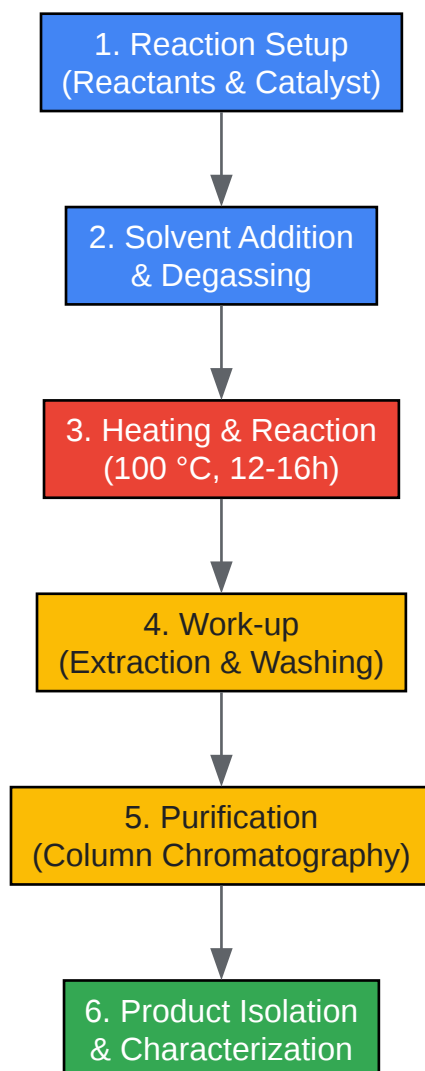 1. Reaction Setup
(Reactants & Catalyst)
2. Solvent Addition
& Degassing
3. Heating & Reaction
(100 °C, 12-16h)
4. Work-up
(Extraction & Washing)
5. Purification
(Column Chromatography)
6. Product Isolation
& Characterization